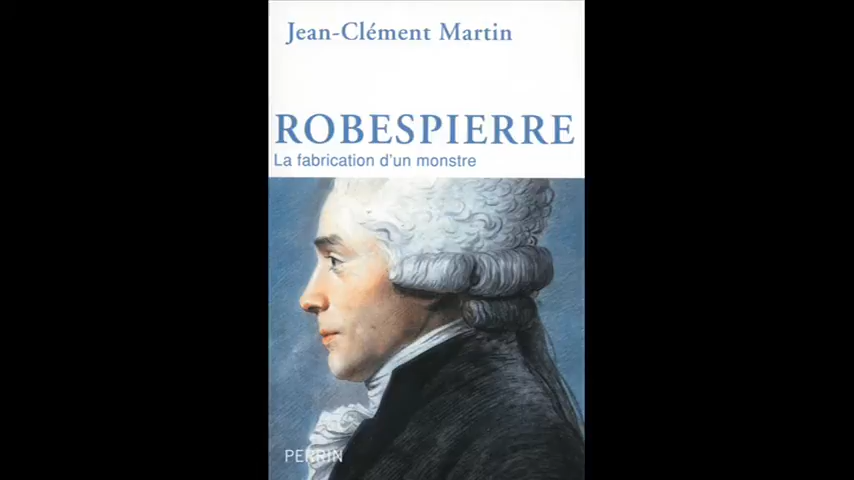 Jean-Clément Martin
ROBESPIERRE
La fabrication d'un monstre
PERRIN